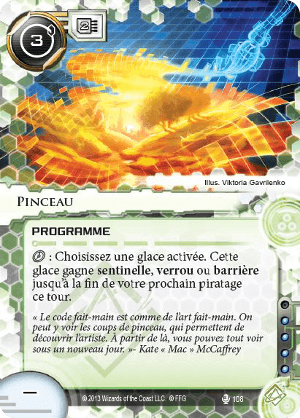 3
Illus. Viktoria Gavrilenko
PINCEAU
PROGRAMME
: Choisissez une glace activée. Cette
glace gagne sentinelle, verrou ou barrière
jusqu'à la fin de votre prochain piratage
ce tour.
« Le code fait-main est comme de l'art fait-main. On
peut y voir les coups de pinceau, qui permettent de
découvrir l'artiste. À partir de là, vous pouvez tout voir
sous un nouveau jour. »- Kate « Mac » McCaffrey
–
© 2013 Wizards of the Coast LLC. © FFG
106